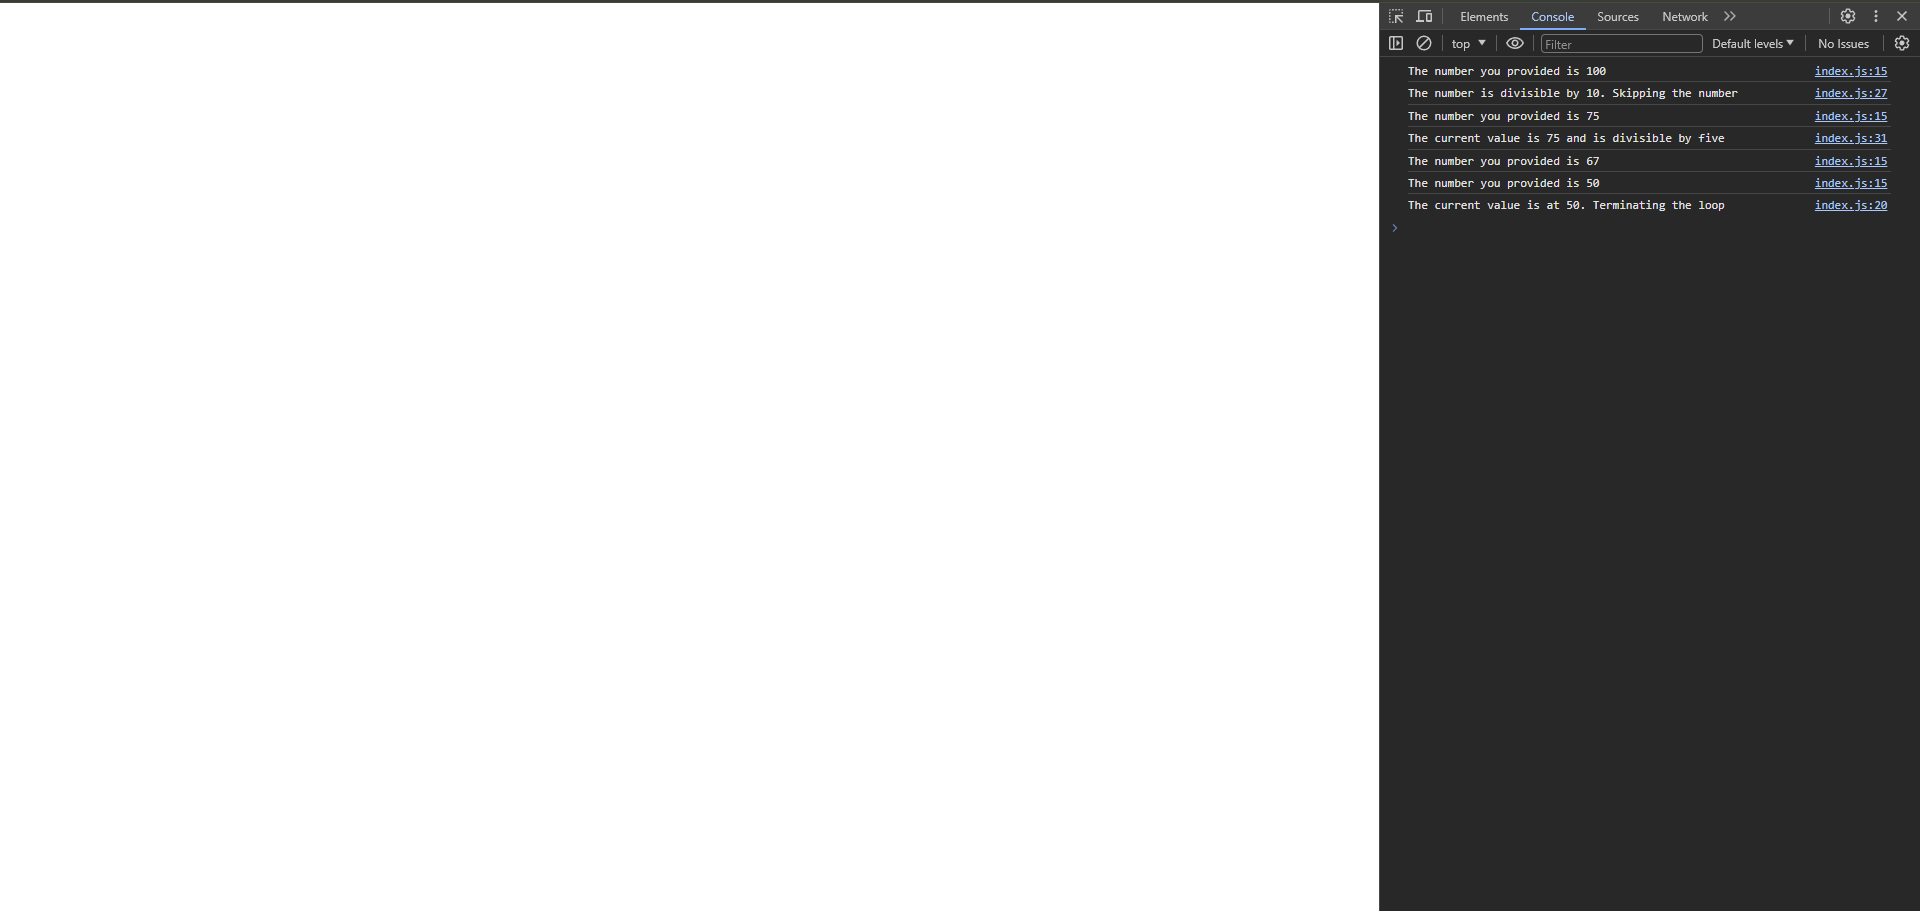 Elements Console Sources Network
top Filter Default levels No Issues
The number you provided is 100 index.js:15
The number is divisible by 10. Skipping the number index.js:27
The number you provided is 75 index.js:15
The current value is 75 and is divisible by five index.js:31
The number you provided is 67 index.js:15
The number you provided is 50 index.js:15
The current value is at 50. Terminating the loop index.js:20